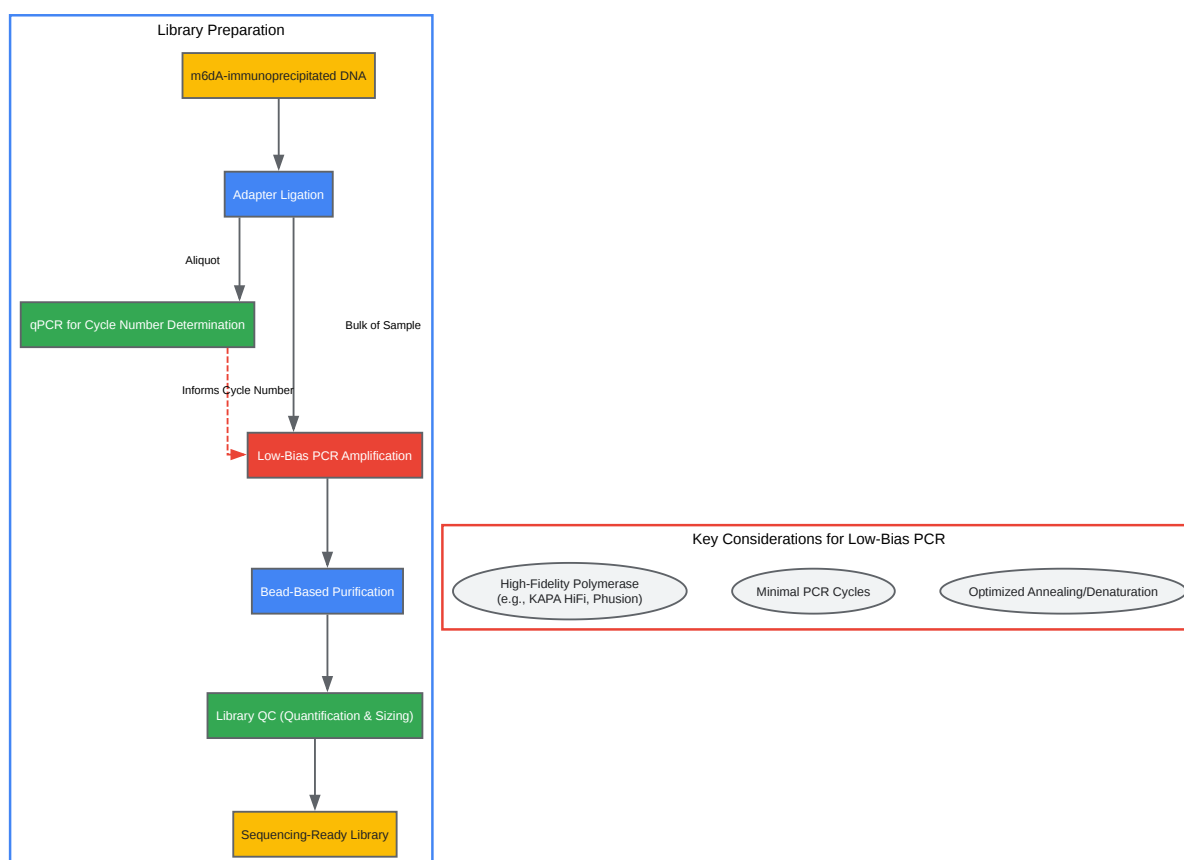 Library Preparation
m6dA-immunoprecipitated DNA
Adapter Ligation
Aliquot
qPCR for Cycle Number Determination
Bulk of Sample
Informs Cycle Number
Low-Bias PCR Amplification
Bead-Based Purification
Library QC (Quantification & Sizing)
Sequencing-Ready Library
Key Considerations for Low-Bias PCR
High-Fidelity Polymerase
(e.g., KAPA HiFi, Phusion)
Minimal PCR Cycles
Optimized Annealing/Denaturation